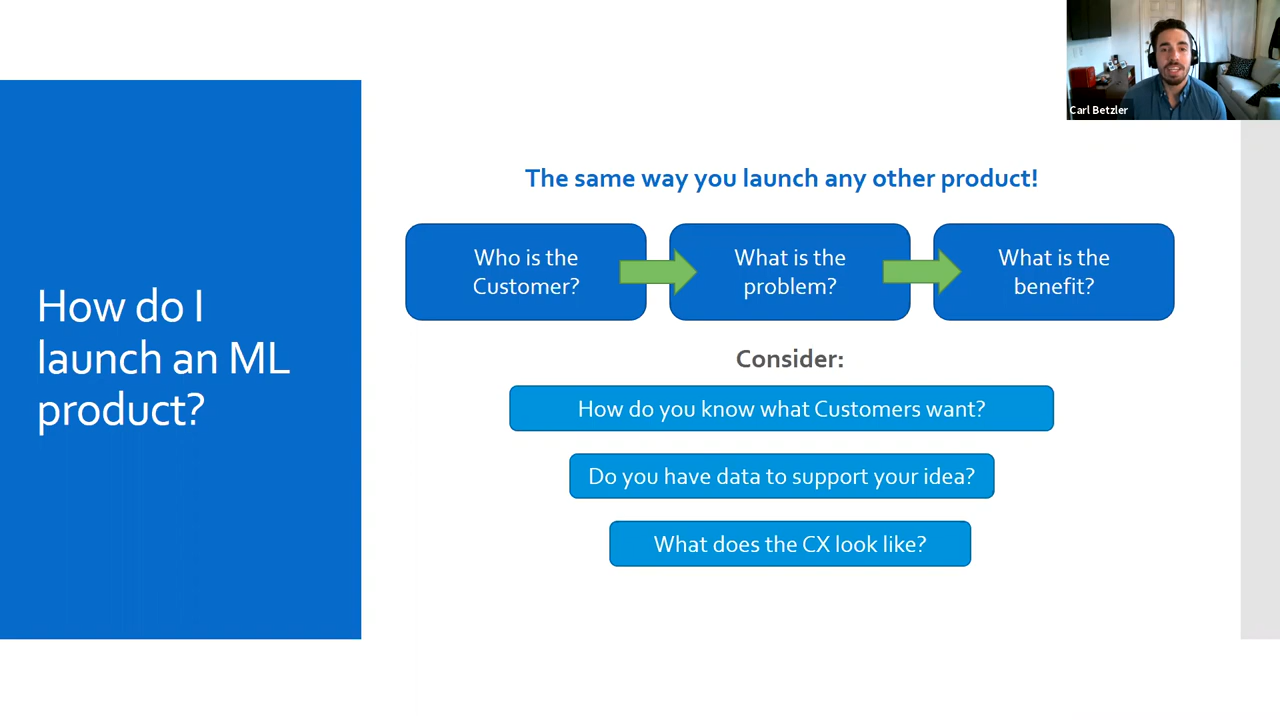 Carl Betzler
How do I
launch an ML
product?
The same way you launch any other product!
Who is the
Customer?
What is the
problem?
What is the
benefit?
Consider:
How do you know what Customers want?
Do you have data to support your idea?
What does the CX look like?